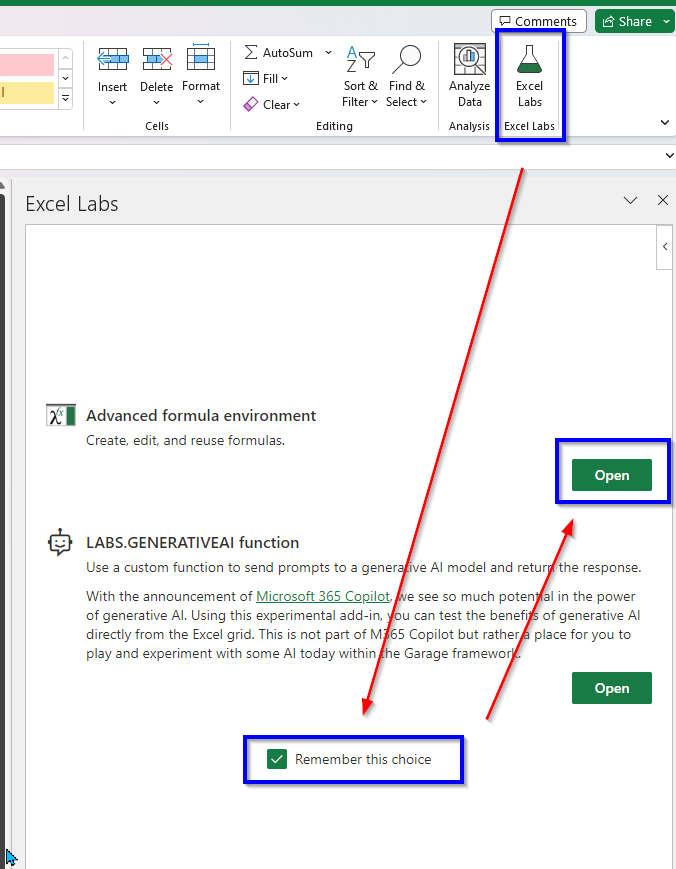 Comments
Share
Insert
Delete
Format
Cells
AutoSum
Fill
Clear
Sort & Filter
Find & Select
Editing
Analyze Data
Analysis
Excel Labs
Excel Labs
Excel Labs
Advanced formula environment
Create, edit, and reuse formulas.
Open
LABS.GENERATIVEAI function
Use a custom function to send prompts to a generative AI model and return the response.
With the announcement of Microsoft 365 Copilot, we see so much potential in the power
of generative AI. Using this experimental add-in, you can test the benefits of generative AI
directly from the Excel grid. This is not part of M365 Copilot but rather a place for you to
play and experiment with some AI today within the Garage framework.
Open
Remember this choice